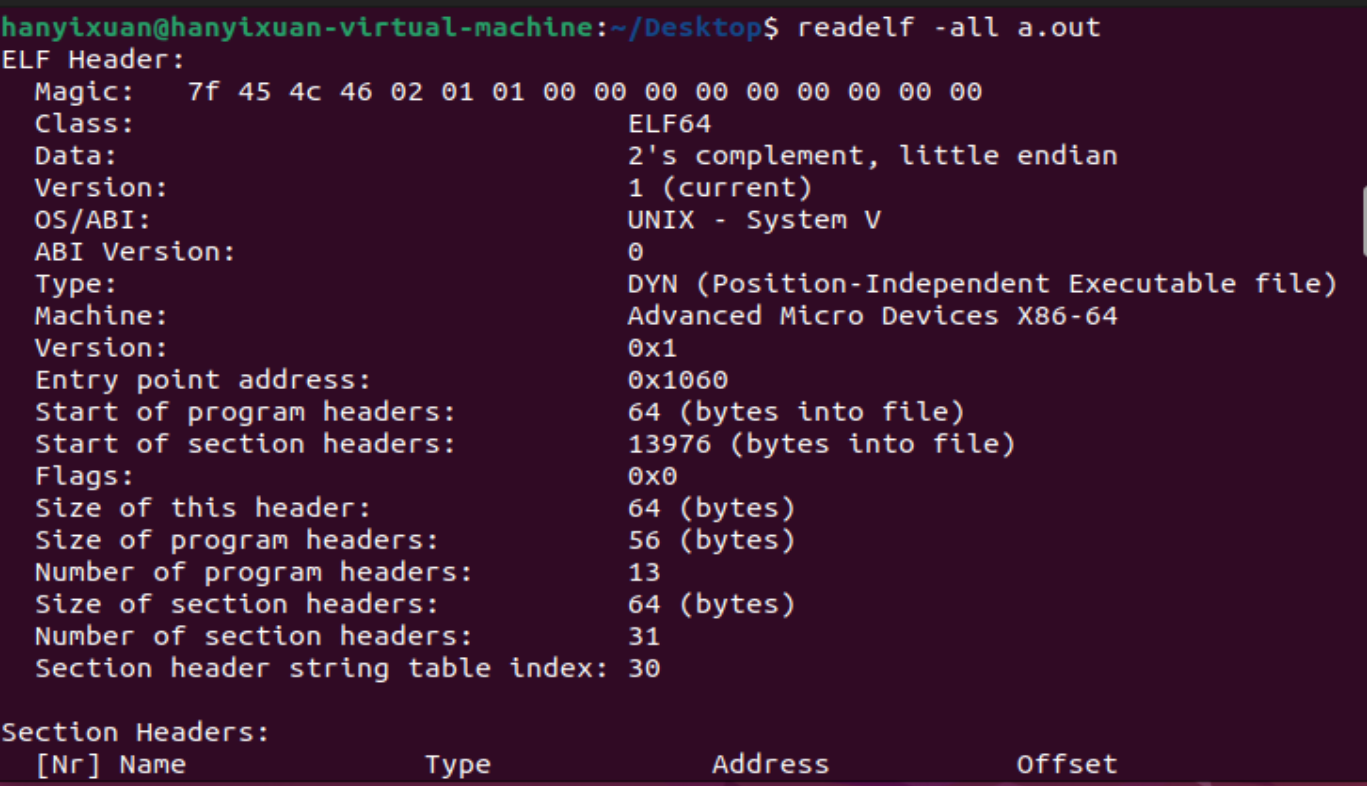 hanyixuan@hanyixuan-virtual-machine:~/Desktop$ readelf -all a.out
ELF Header:
  Magic:   7f 45 4c 46 02 01 01 00 00 00 00 00 00 00 00 00
  Class:                             ELF64
  Data:                              2's complement, little endian
  Version:                           1 (current)
  OS/ABI:                            UNIX - System V
  ABI Version:                       0
  Type:                              DYN (Position-Independent Executable file)
  Machine:                           Advanced Micro Devices X86-64
  Version:                           0x1
  Entry point address:               0x1060
  Start of program headers:          64 (bytes into file)
  Start of section headers:          13976 (bytes into file)
  Flags:                             0x0
  Size of this header:               64 (bytes)
  Size of program headers:           56 (bytes)
  Number of program headers:         13
  Size of section headers:           64 (bytes)
  Number of section headers:         31
  Section header string table index: 30

Section Headers:
  [Nr] Name              Type             Address           Offset